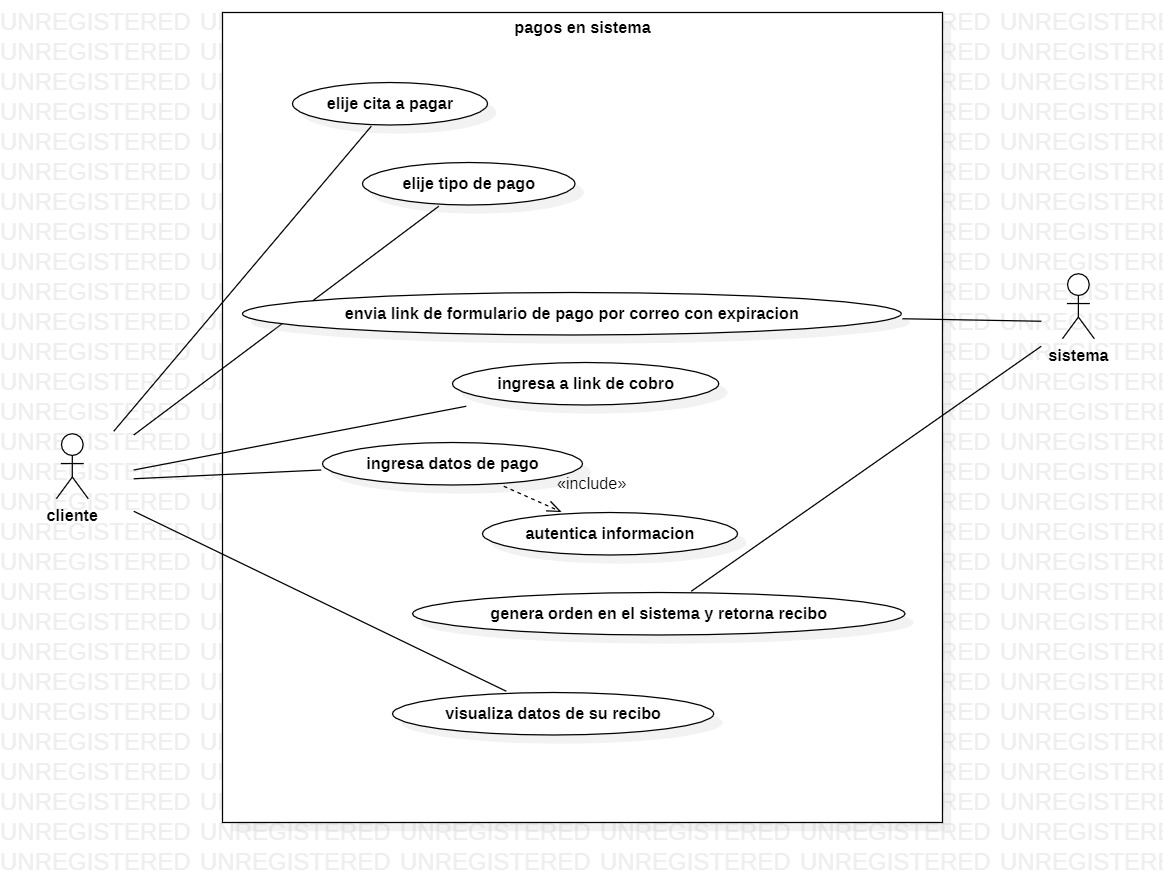 pagos en sistema
elije cita a pagar
elije tipo de pago
envia link de formulario de pago por correo con expiracion
sistema
ingresa a link de cobro
ingresa datos de pago
«include»
cliente
autentica informacion
genera orden en el sistema y retorna recibo
visualiza datos de su recibo
UNREGISTERED UNREGISTERED UNREGISTERED UNREGISTERED UNREGISTERED UNREGISTERED